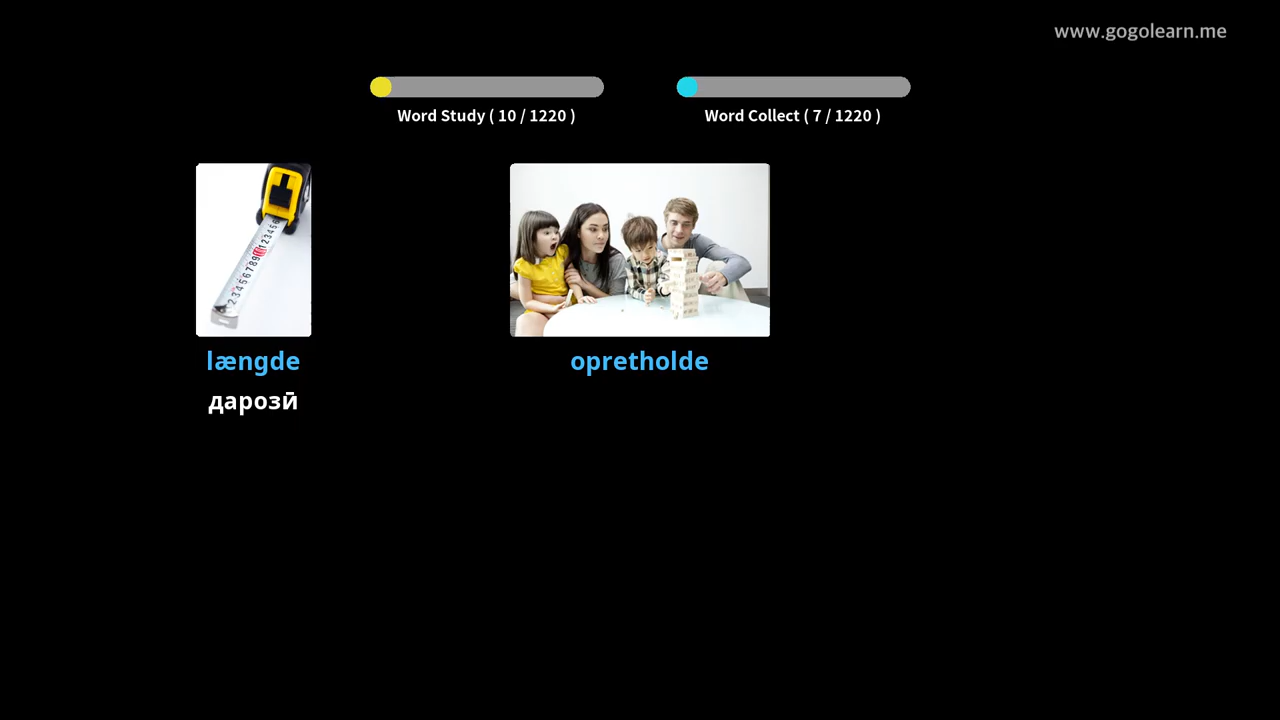 www.gogolearn.me
Word Study ( 10 / 1220 )
Word Collect ( 7 / 1220 )
længde
дарозӣ
opretholde